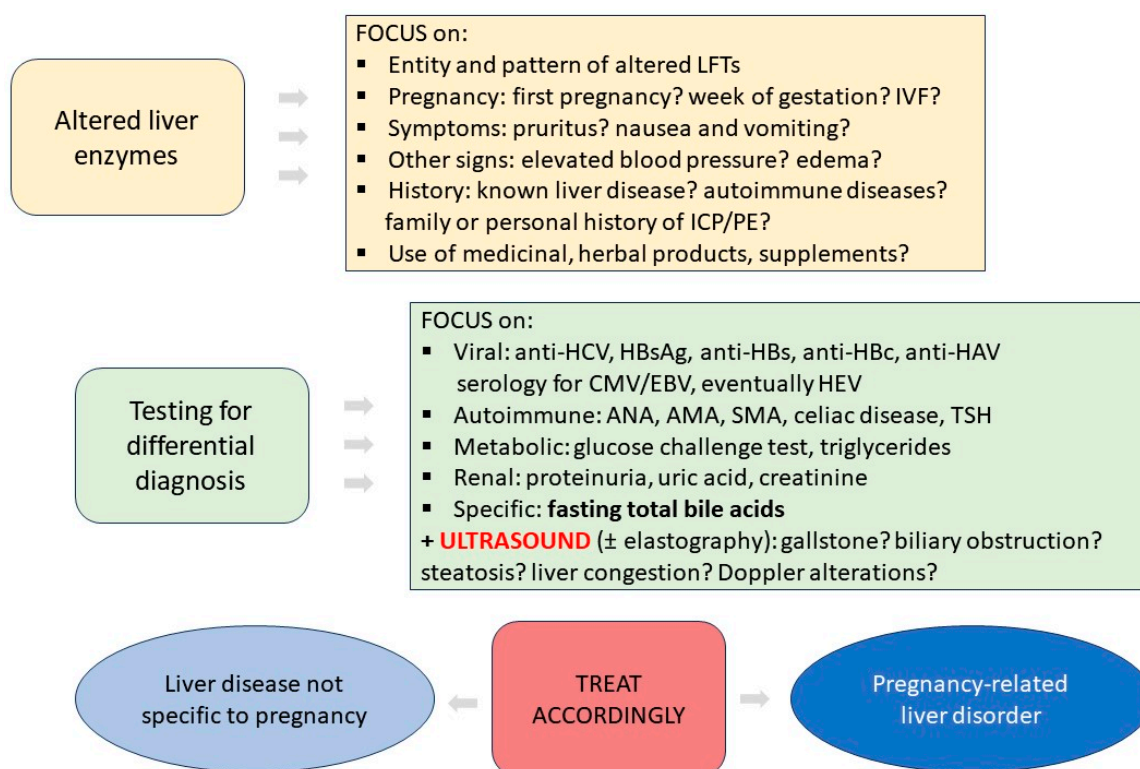 Altered liver
enzymes
FOCUS on:
▪ Entity and pattern of altered LFTs
▪ Pregnancy: first pregnancy? week of gestation? IVF?
▪ Symptoms: pruritus? nausea and vomiting?
▪ Other signs: elevated blood pressure? edema?
▪ History: known liver disease? autoimmune diseases?
family or personal history of ICP/PE?
▪ Use of medicinal, herbal products, supplements?
Testing for
differential
diagnosis
FOCUS on:
▪ Viral: anti-HCV, HBsAg, anti-HBs, anti-HBc, anti-HAV
serology for CMV/EBV, eventually HEV
▪ Autoimmune: ANA, AMA, SMA, celiac disease, TSH
▪ Metabolic: glucose challenge test, triglycerides
▪ Renal: proteinuria, uric acid, creatinine
▪ Specific: fasting total bile acids
+ ULTRASOUND (± elastography): gallstone? biliary obstruction?
steatosis? liver congestion? Doppler alterations?
Liver disease not
specific to pregnancy
TREAT
ACCORDINGLY
Pregnancy-related
liver disorder